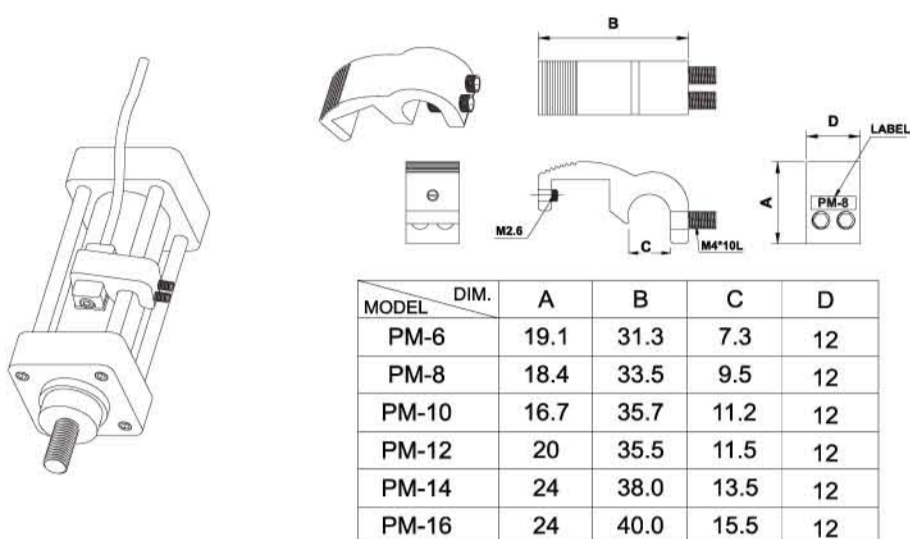 B
D
LABEL
A
PM-8
M2.6
C
M4*10L
DIM. A B C D
MODEL
PM-6 19.1 31.3 7.3 12
PM-8 18.4 33.5 9.5 12
PM-10 16.7 35.7 11.2 12
PM-12 20 35.5 11.5 12
PM-14 24 38.0 13.5 12
PM-16 24 40.0 15.5 12